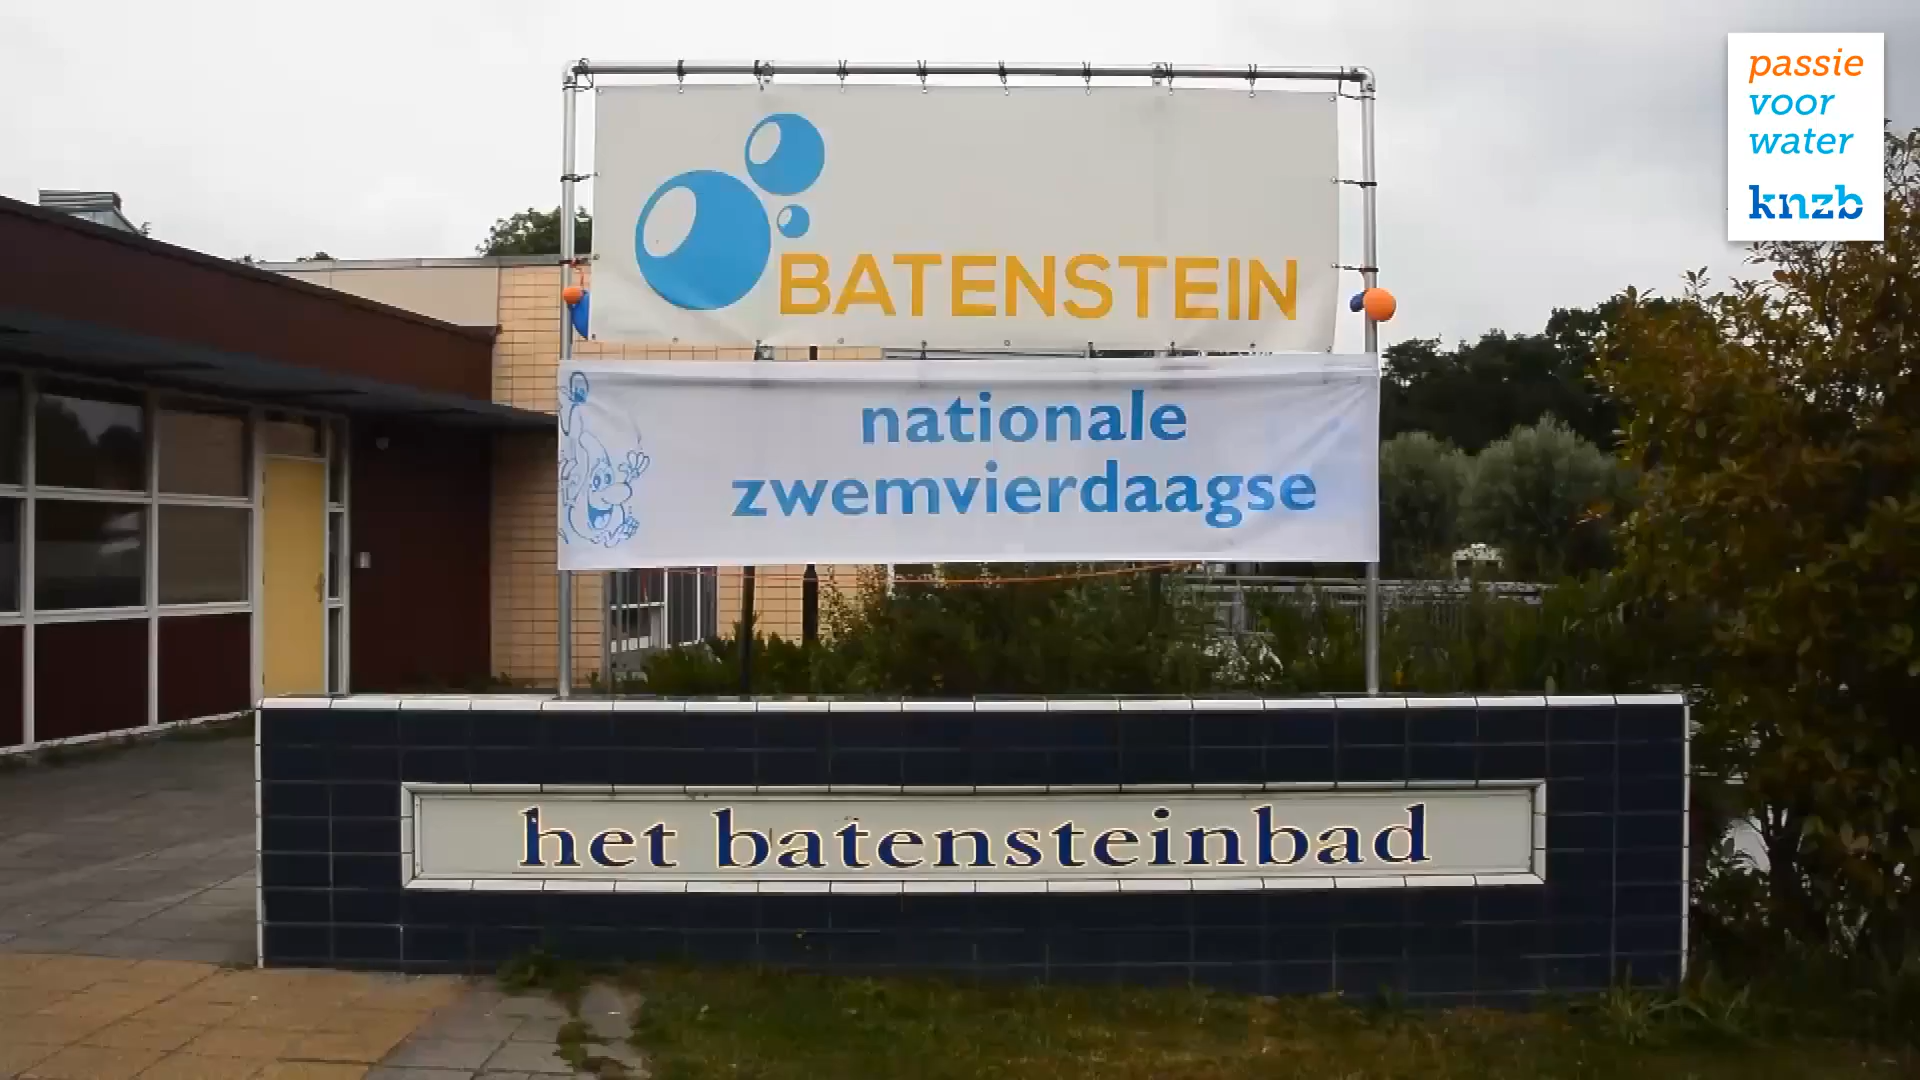 passie
voor
water
knzb
BATENSTEIN
nationale
zwemvierdaagse
het batensteinbad